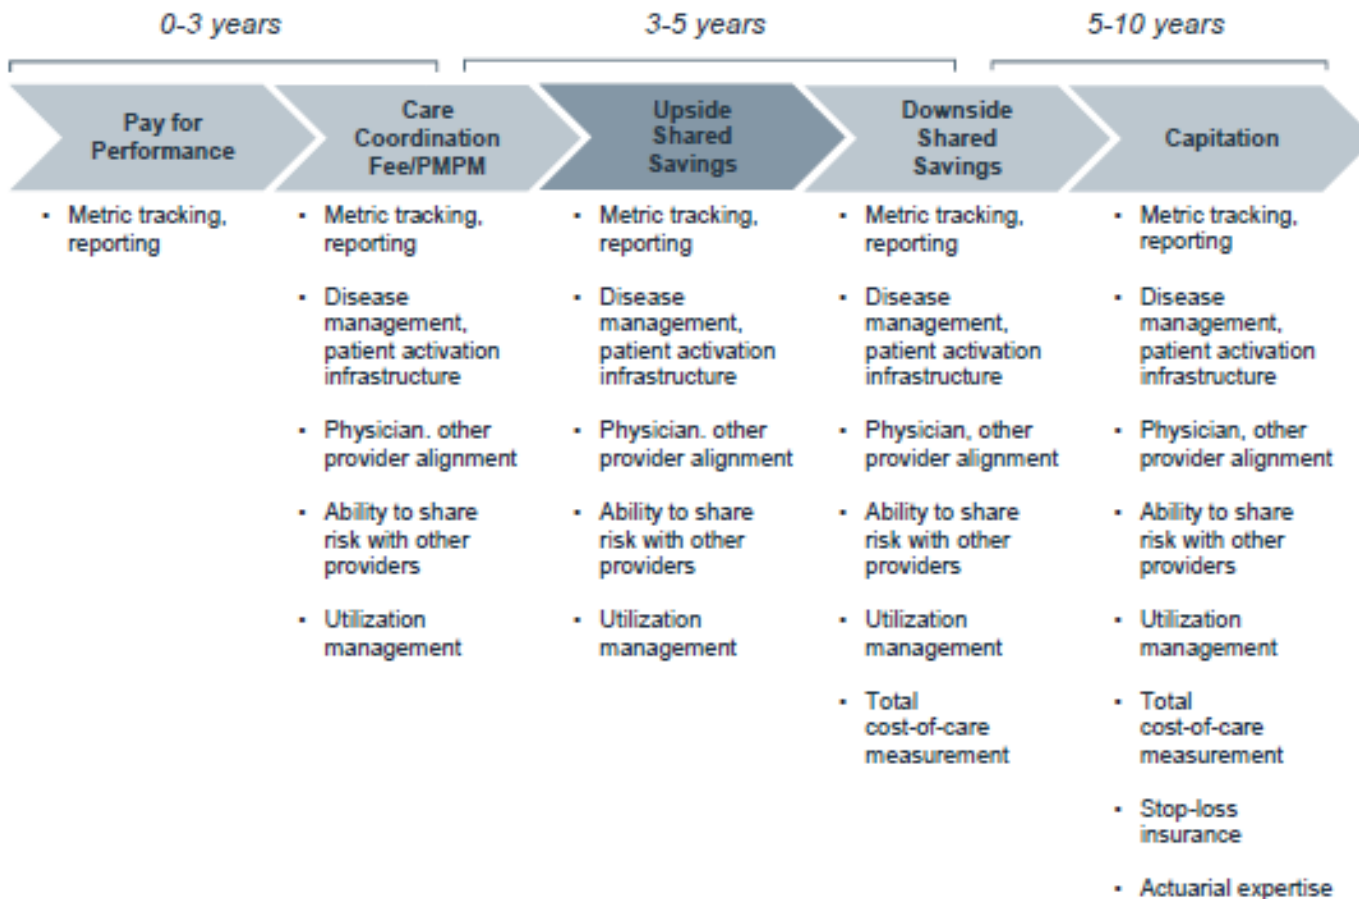 0-3 years
3-5 years
5-10 years
Pay for
Performance
Care
Coordination
Fee/PMPM
Upside
Shared
Savings
Downside
Shared
Savings
Capitation
▪ Metric tracking,
reporting
▪ Metric tracking,
reporting
▪ Disease
management,
patient activation
infrastructure
▪ Physician. other
provider alignment
▪ Ability to share
risk with other
providers
▪ Utilization
management
▪ Metric tracking,
reporting
▪ Disease
management,
patient activation
infrastructure
▪ Physician. other
provider alignment
▪ Ability to share
risk with other
providers
▪ Utilization
management
▪ Metric tracking,
reporting
▪ Disease
management,
patient activation
infrastructure
▪ Physician, other
provider alignment
▪ Ability to share
risk with other
providers
▪ Utilization
management
▪ Total
cost-of-care
measurement
▪ Metric tracking,
reporting
▪ Disease
management,
patient activation
infrastructure
▪ Physician, other
provider alignment
▪ Ability to share
risk with other
providers
▪ Utilization
management
▪ Total
cost-of-care
measurement
▪ Stop-loss
insurance
▪ Actuarial expertise